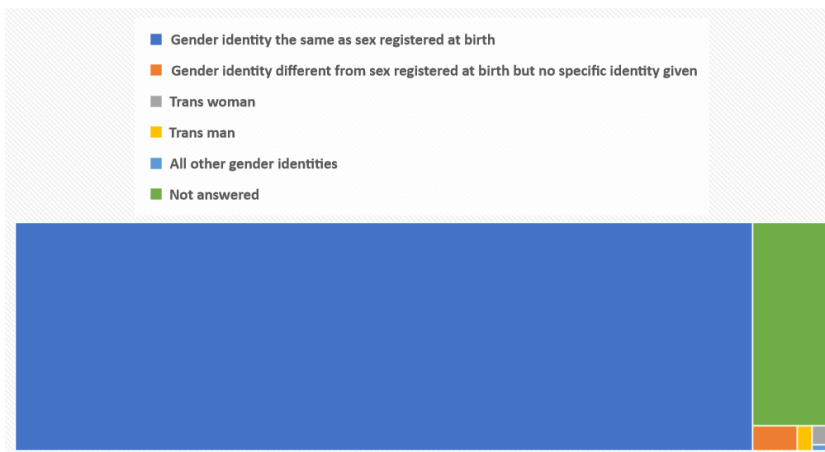 Gender identity the same as sex registered at birth
Gender identity different from sex registered at birth but no specific identity given
Trans woman
Trans man
All other gender identities
Not answered